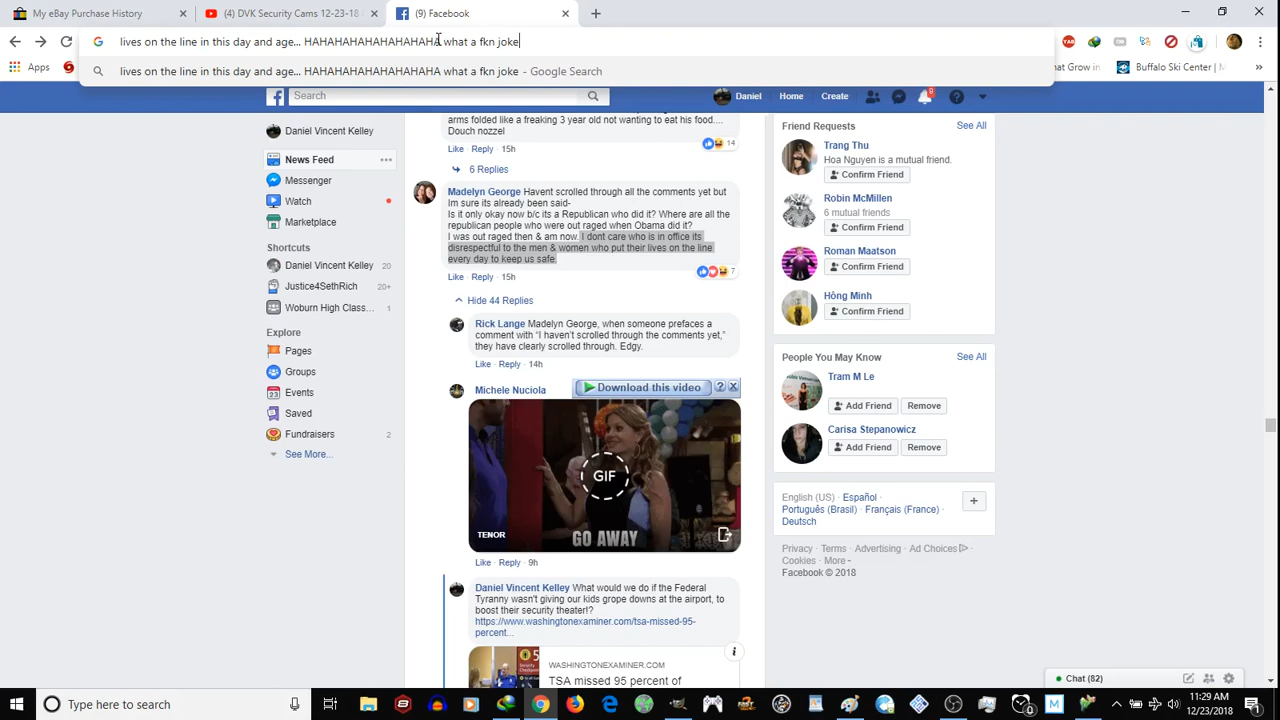 My eBay Purchase History
(4) DVK Security Cams 12-23-18
(9) Facebook
lives on the line in this day and age... HAHAHAHAHAHAHAHAHA what a fkn joke
lives on the line in this day and age... HAHAHAHAHAHAHAHAHA what a fkn joke - Google Search
Apps
hat Grow in
Buffalo Ski Center
Search
Daniel
Home
Create
Daniel Vincent Kelley
News Feed
Messenger
Watch
Marketplace
Shortcuts
Daniel Vincent Kelley 20
Justice4SethRich 20+
Woburn High Class... 1
Explore
Pages
Groups
Events
Saved
Fundraisers 2
See More...
arms folded like a freaking 3 year old not wanting to eat his food....
Douch nozzel
Like · Reply · 15h
14
6 Replies
Madelyn George Havent scrolled through all the comments yet but
Im sure its already been said-
Is it only okay now b/c its a Republican who did it? Where are all the
republican people who were out raged when Obama did it?
I was out raged then & am now. I dont care who is in office its
disrespectful to the men & women who put their lives on the line
every day to keep us safe.
7
Like · Reply · 15h
Hide 44 Replies
Rick Lange Madelyn George, when someone prefaces a
comment with “I haven’t scrolled through the comments yet,”
they have clearly scrolled through. Edgy.
Like · Reply · 14h
Michele Nuciola
Download this video
GIF
TENOR
GO AWAY
Like · Reply · 9h
Daniel Vincent Kelley What would we do if the Federal
Tyranny wasn't giving our kids grope downs at the airport, to
boost their security theater!?
https://www.washingtonexaminer.com/tsa-missed-95-
percent...
WASHINGTONEXAMINER.COM
TSA missed 95 percent of
Friend Requests
See All
Trang Thu
Hoa Nguyen is a mutual friend.
Confirm Friend
Robin McMillen
6 mutual friends
Confirm Friend
Roman Maatson
Confirm Friend
Hồng Minh
Confirm Friend
People You May Know
See All
Tram M Le
Add Friend
Remove
Carisa Stepanowicz
Add Friend
Remove
English (US) · Español ·
Português (Brasil) · Français (France) ·
Deutsch
Privacy · Terms · Advertising · Ad Choices
Cookies · More
Facebook © 2018
Chat (82)
Type here to search
11:29 AM
12/23/2018